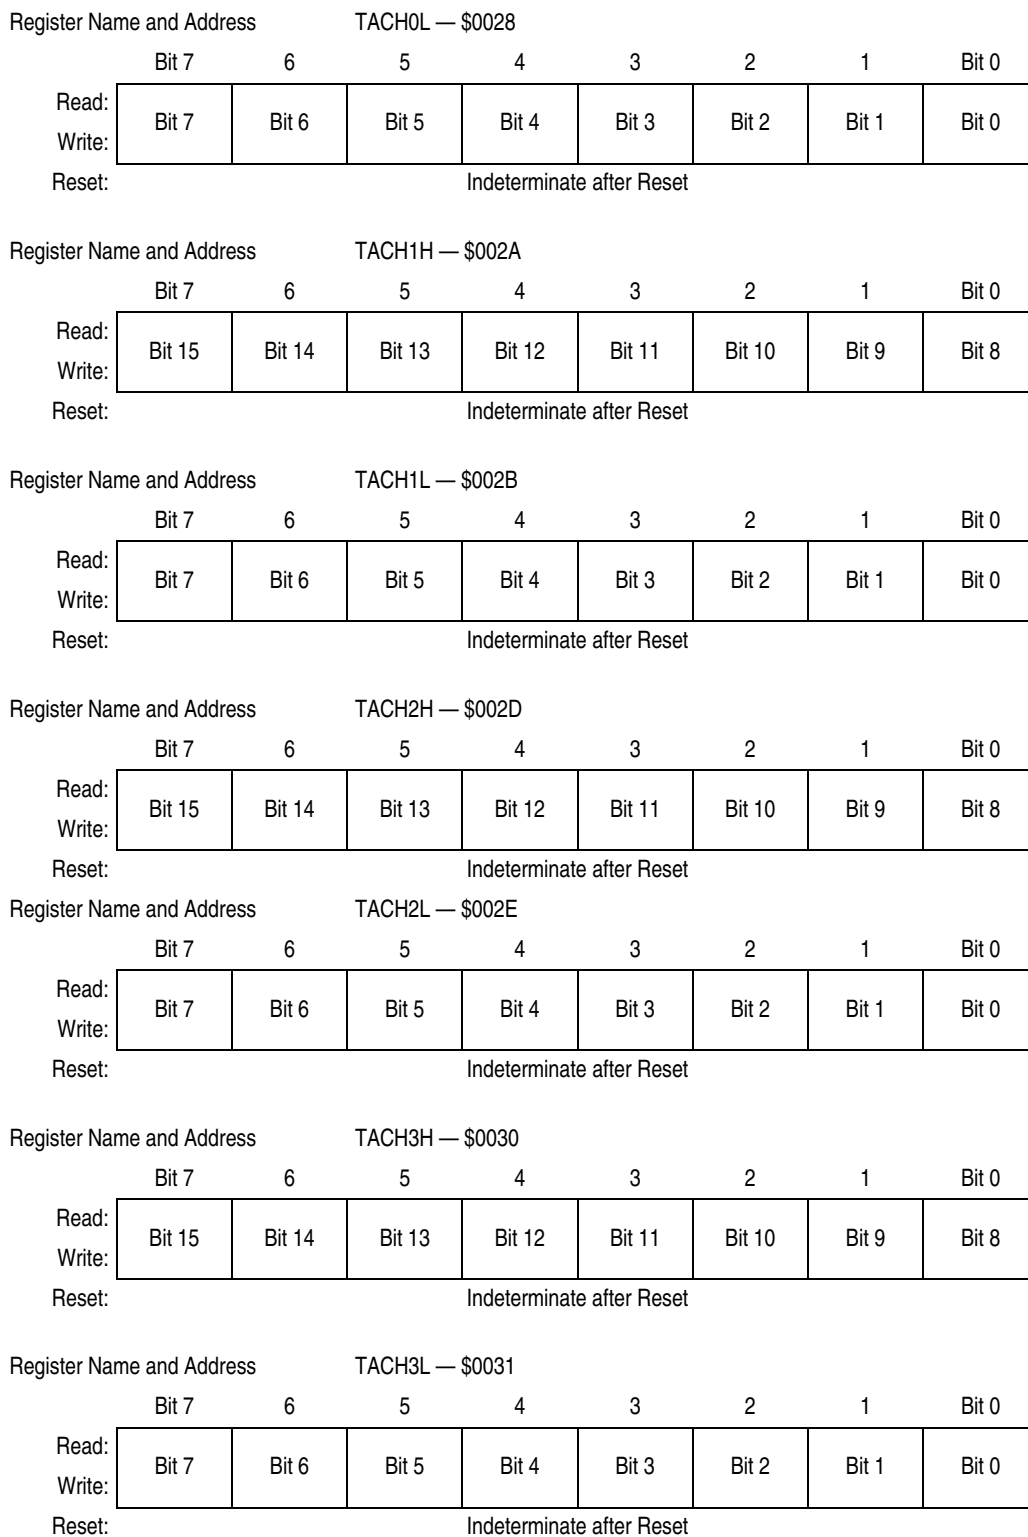 Register Name and Address TACH0L — $0028
Bit 7 6 5 4 3 2 1 Bit 0
Read:
Bit 7 Bit 6 Bit 5 Bit 4 Bit 3 Bit 2 Bit 1 Bit 0
Write:
Reset: Indeterminate after Reset
Register Name and Address TACH1H — $002A
Bit 7 6 5 4 3 2 1 Bit 0
Read:
Bit 15 Bit 14 Bit 13 Bit 12 Bit 11 Bit 10 Bit 9 Bit 8
Write:
Reset: Indeterminate after Reset
Register Name and Address TACH1L — $002B
Bit 7 6 5 4 3 2 1 Bit 0
Read:
Bit 7 Bit 6 Bit 5 Bit 4 Bit 3 Bit 2 Bit 1 Bit 0
Write:
Reset: Indeterminate after Reset
Register Name and Address TACH2H — $002D
Bit 7 6 5 4 3 2 1 Bit 0
Read:
Bit 15 Bit 14 Bit 13 Bit 12 Bit 11 Bit 10 Bit 9 Bit 8
Write:
Reset: Indeterminate after Reset
Register Name and Address TACH2L — $002E
Bit 7 6 5 4 3 2 1 Bit 0
Read:
Bit 7 Bit 6 Bit 5 Bit 4 Bit 3 Bit 2 Bit 1 Bit 0
Write:
Reset: Indeterminate after Reset
Register Name and Address TACH3H — $0030
Bit 7 6 5 4 3 2 1 Bit 0
Read:
Bit 15 Bit 14 Bit 13 Bit 12 Bit 11 Bit 10 Bit 9 Bit 8
Write:
Reset: Indeterminate after Reset
Register Name and Address TACH3L — $0031
Bit 7 6 5 4 3 2 1 Bit 0
Read:
Bit 7 Bit 6 Bit 5 Bit 4 Bit 3 Bit 2 Bit 1 Bit 0
Write:
Reset: Indeterminate after Reset